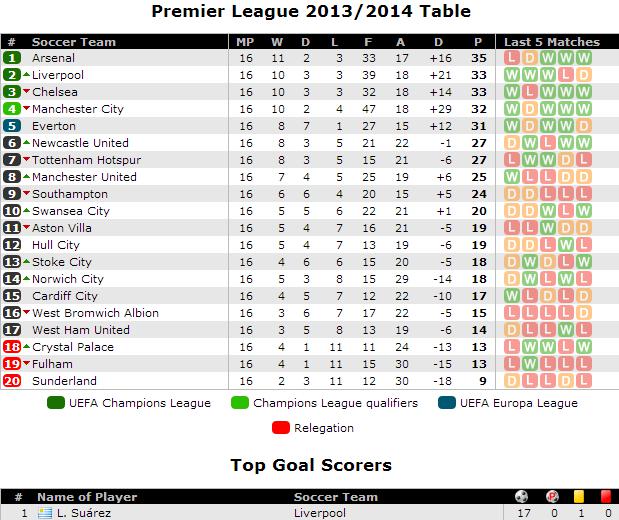 Premier League 2013/2014 Table
# Soccer Team MP W D L F A D P Last 5 Matches
1 Arsenal 16 11 2 3 33 17 +16 35 L D W W W
2 Liverpool 16 10 3 3 39 18 +21 33 W W W L D
3 Chelsea 16 10 3 3 32 18 +14 33 W L W W W
4 Manchester City 16 10 2 4 47 18 +29 32 W D W W W
5 Everton 16 8 7 1 27 15 +12 31 W D W W D
6 Newcastle United 16 8 3 5 21 22 -1 27 D W L W W
7 Tottenham Hotspur 16 8 3 5 15 21 -6 27 L W W D L
8 Manchester United 16 7 4 5 25 19 +6 25 W L L D D
9 Southampton 16 6 6 4 20 15 +5 24 D D L L L
10 Swansea City 16 5 5 6 22 21 +1 20 D D W L W
11 Aston Villa 16 5 4 7 16 21 -5 19 L L W D D
12 Hull City 16 5 4 7 13 19 -6 19 D D L W L
13 Stoke City 16 4 6 6 15 20 -5 18 D W D L W
14 Norwich City 16 5 3 8 15 29 -14 18 D W L W L
15 Cardiff City 16 4 5 7 12 22 -10 17 W L D L D
16 West Bromwich Albion 16 3 6 7 17 22 -5 15 L L L L D
17 West Ham United 16 3 5 8 13 19 -6 14 D L L W L
18 Crystal Palace 16 4 1 11 11 24 -13 13 L W W L W
19 Fulham 16 4 1 11 15 30 -15 13 L W L L L
20 Sunderland 16 2 3 11 12 30 -18 9 D L L D L
UEFA Champions League Champions League qualifiers UEFA Europa League
Relegation
Top Goal Scorers
# Name of Player Soccer Team P
1 L. Suárez Liverpool 17 0 1 0